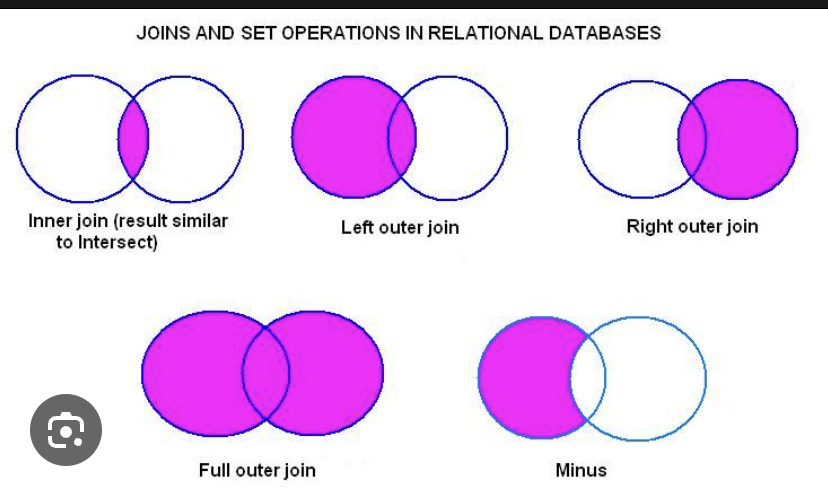 JOINS AND SET OPERATIONS IN RELATIONAL DATABASES
Inner join (result similar
to Intersect)
Left outer join
Right outer join
Full outer join
Minus